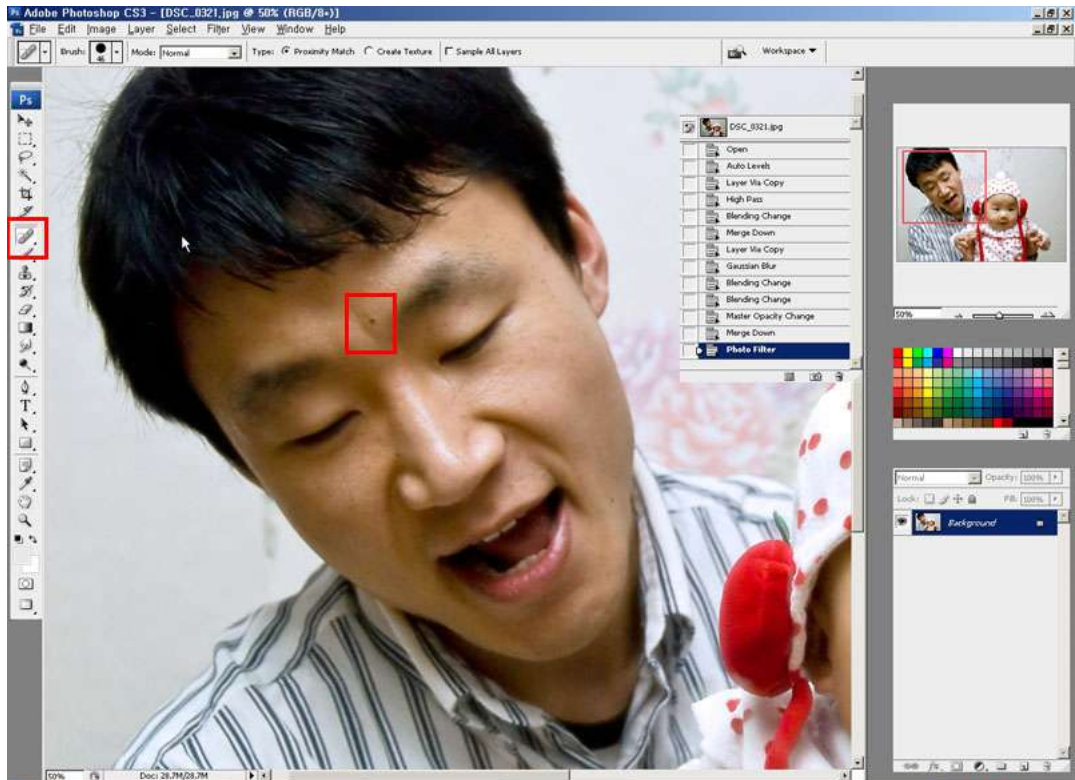 Adobe Photoshop CS3 - [DSC_0321.jpg @ 50% (RGB/8*)]
File Edit Image Layer Select Filter View Window Help
Brush: 46 Mode: Normal Type: Proximity Match Create Texture Sample All Layers Workspace
Ps
DSC_0321.jpg
Open
Auto Levels
Layer Via Copy
High Pass
Blending Change
Merge Down
Layer Via Copy
Gaussian Blur
Blending Change
Blending Change
Master Opacity Change
Merge Down
Photo Filter
50%
Normal Opacity: 100%
Lock: Fill: 100%
Background
T
50% Doc: 28.7M/28.7M